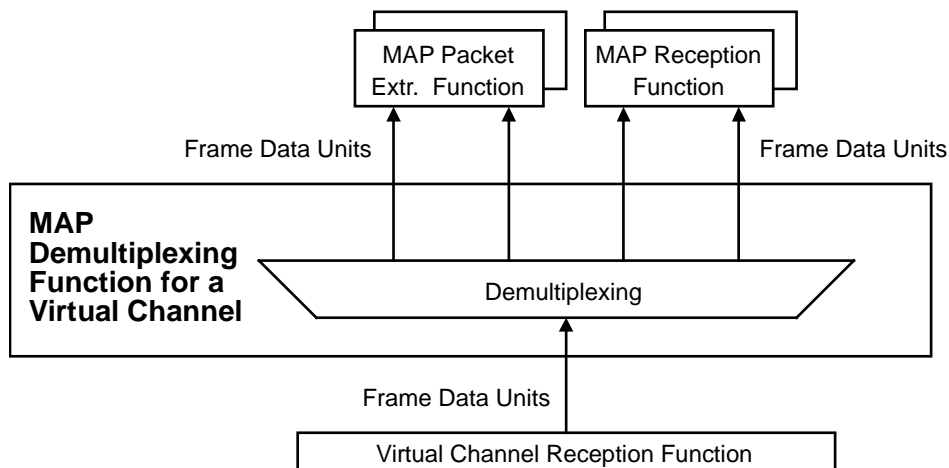 MAP Packet
Extr. Function
MAP Reception
Function
Frame Data Units
Frame Data Units
MAP
Demultiplexing
Function for a
Virtual Channel
Demultiplexing
Frame Data Units
Virtual Channel Reception Function